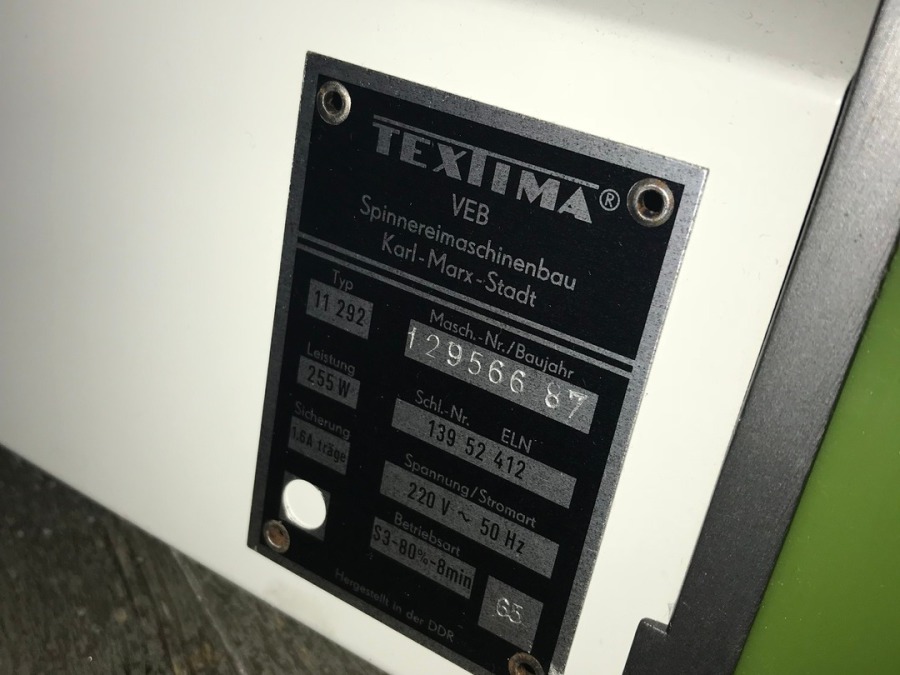 TEXTIMA®
VEB
Spinnereimaschinenbau
Karl-Marx-Stadt
Typ
11 292
Masch.-Nr./Baujahr
129566 87
Leistung
255 W
Schl.-Nr. ELN
139 52 412
Sicherung
1,6A träge
Spannung/Stromart
220 V ~ 50 Hz
Betriebsart
S3-80%-8min
65
Hergestellt in der DDR